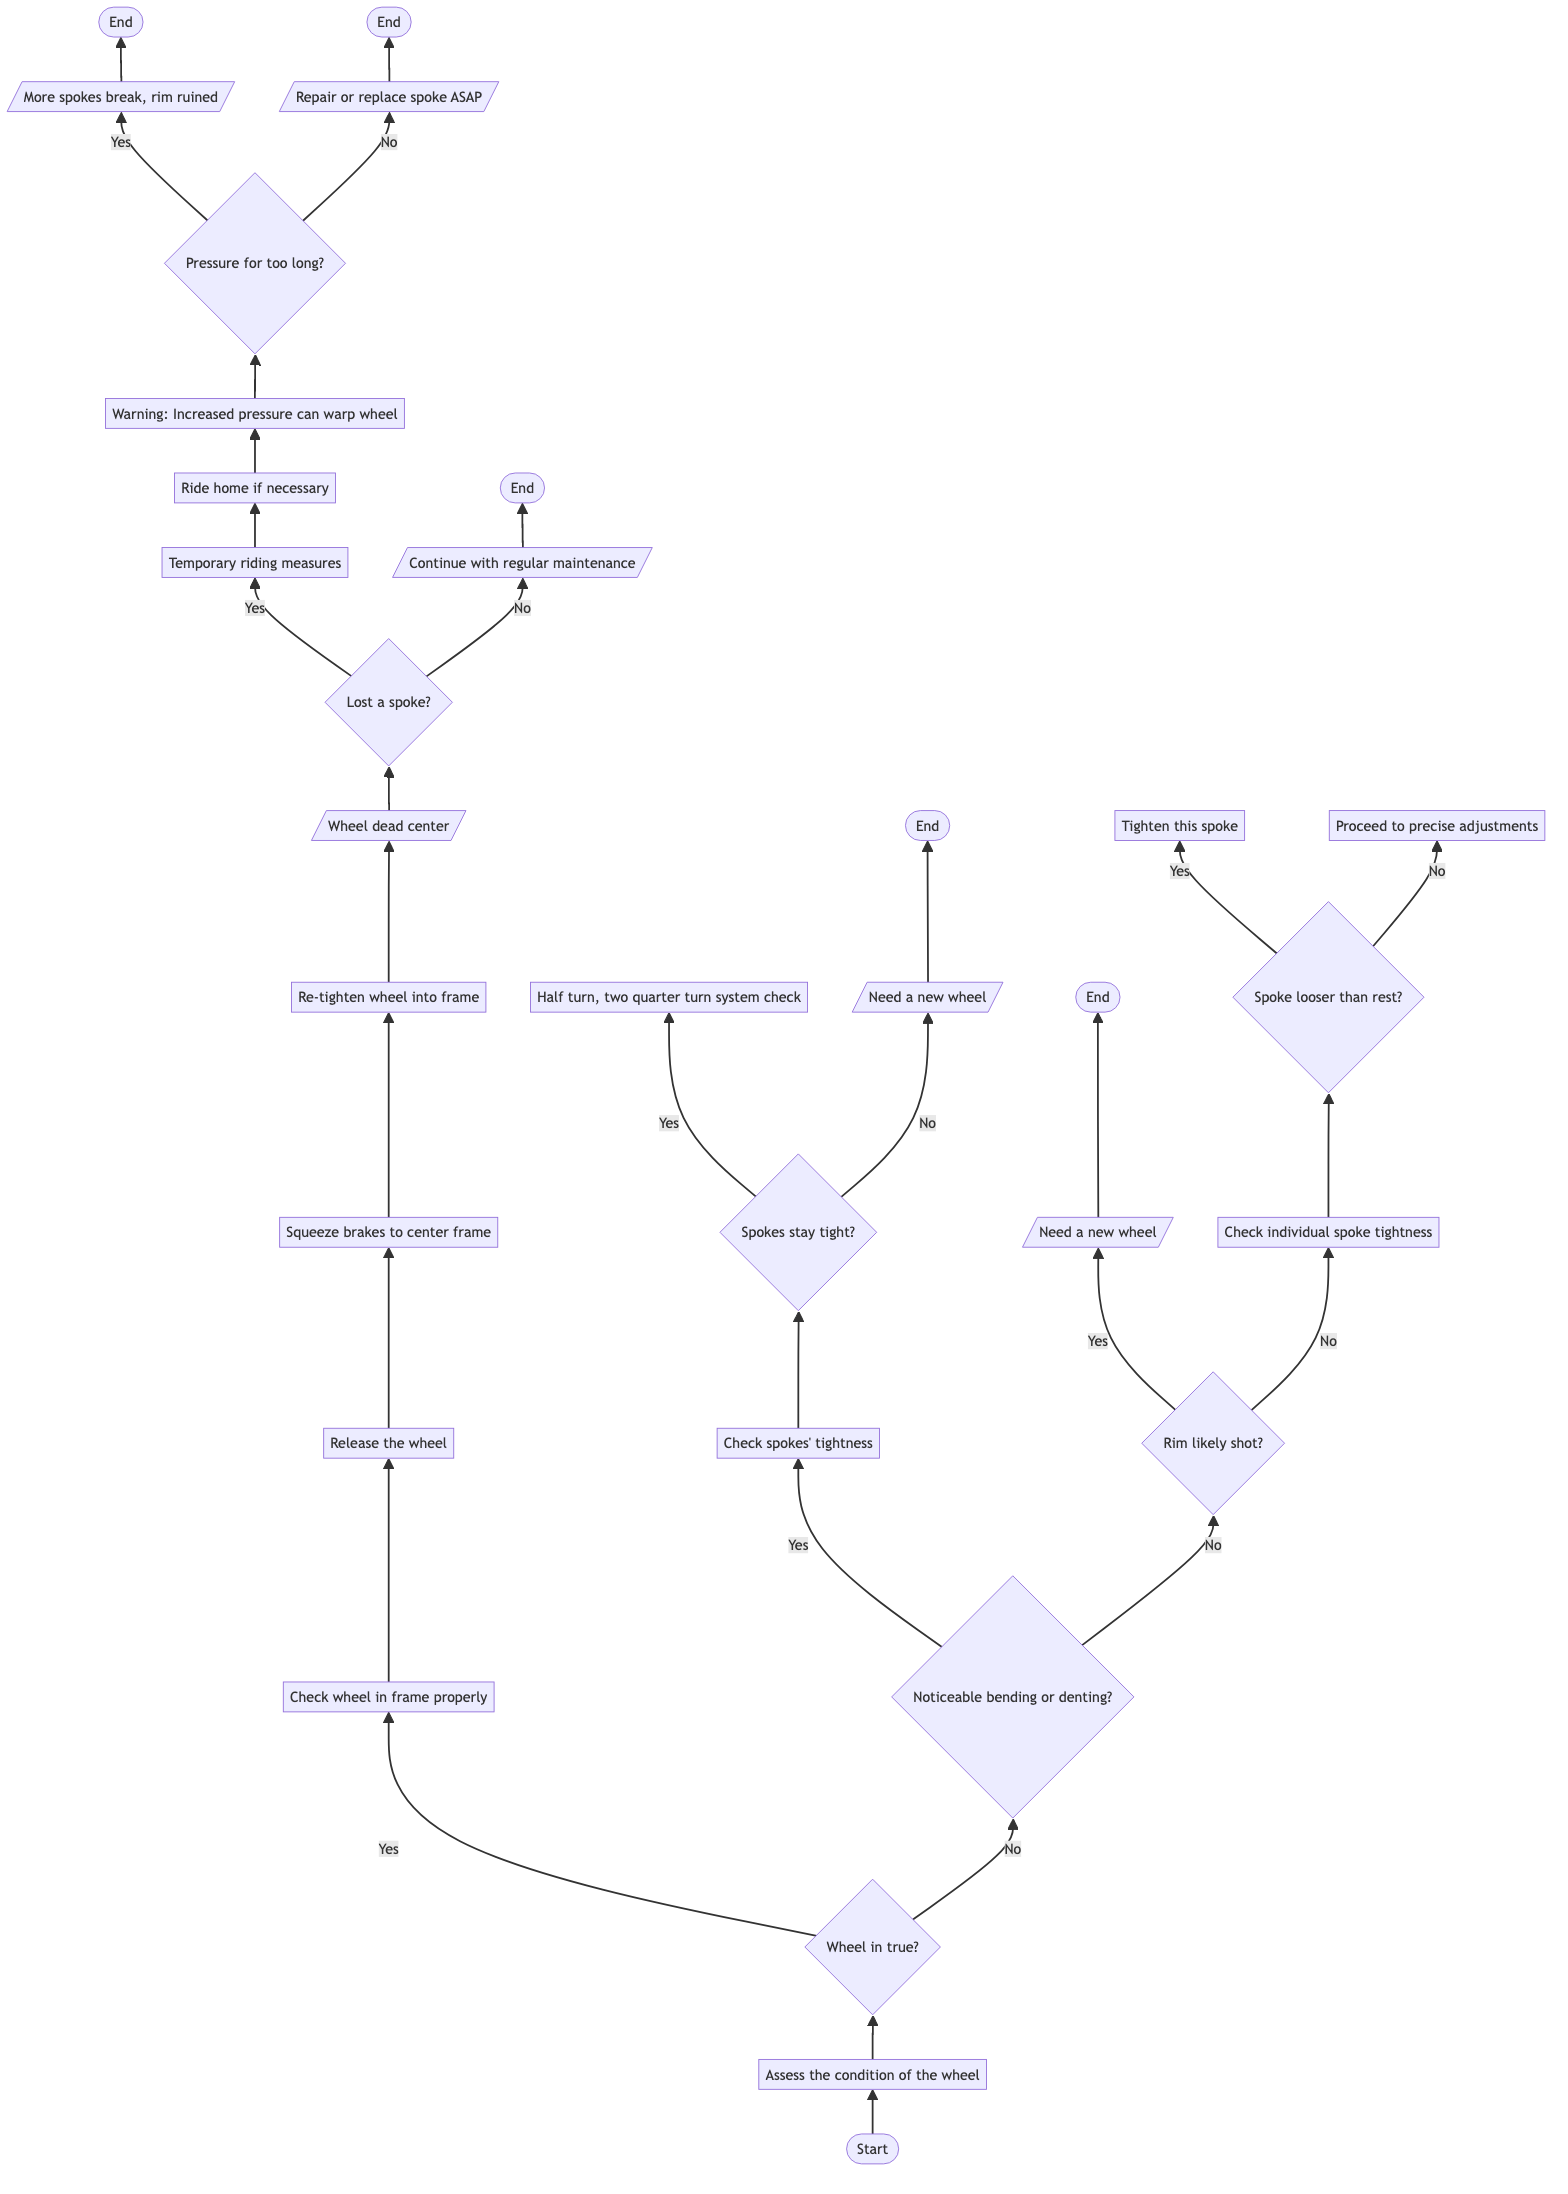 End
End
More spokes break, rim ruined
Repair or replace spoke ASAP
Yes
No
Pressure for too long?
Warning: Increased pressure can warp wheel
Ride home if necessary
End
Temporary riding measures
Continue with regular maintenance
Yes
No
Lost a spoke?
Wheel dead center
End
Tighten this spoke
Proceed to precise adjustments
Yes
No
Re-tighten wheel into frame
Half turn, two quarter turn system check
Need a new wheel
End
Spoke looser than rest?
Yes
No
Squeeze brakes to center frame
Spokes stay tight?
Need a new wheel
Check individual spoke tightness
Yes
No
Release the wheel
Check spokes' tightness
Rim likely shot?
Yes
No
Check wheel in frame properly
Noticeable bending or denting?
Yes
No
Wheel in true?
Assess the condition of the wheel
Start